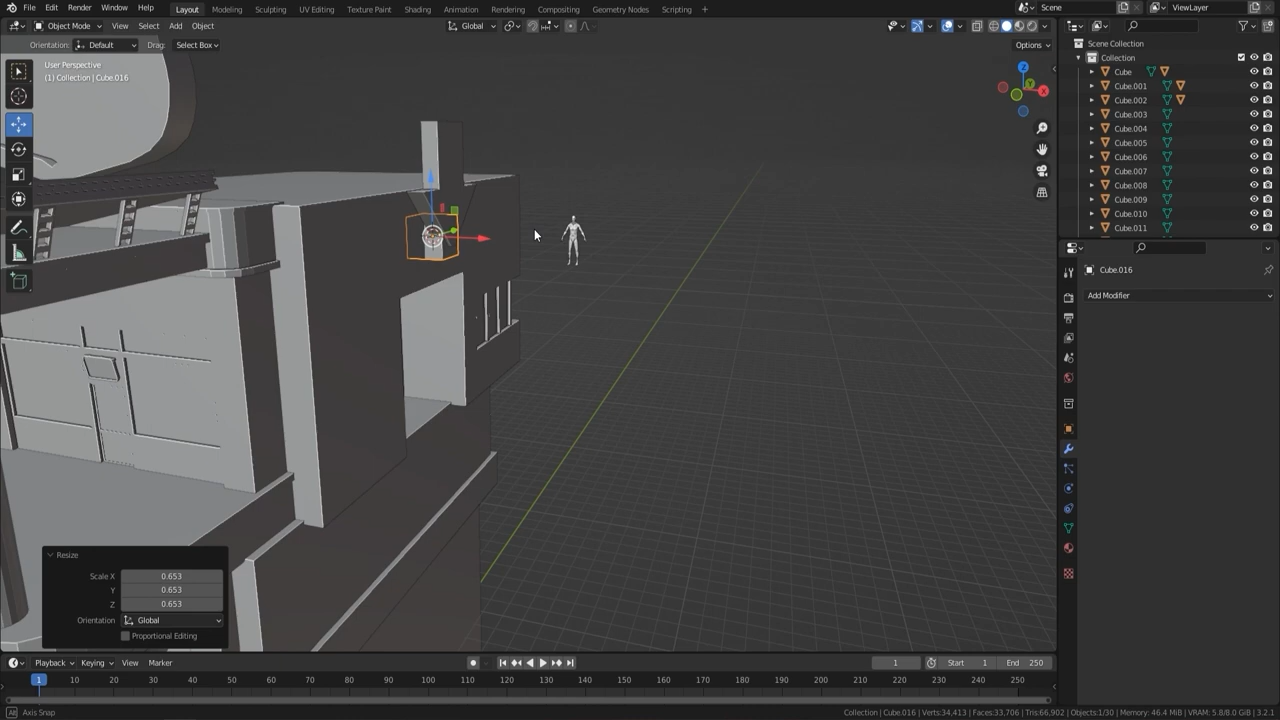 File Edit Render Window Help Layout Modeling Sculpting UV Editing Texture Paint Shading Animation Rendering Compositing Geometry Nodes Scripting + Scene ViewLayer
Object Mode View Select Add Object Global
Orientation: Default Drag: Select Box Options
User Perspective
(1) Collection | Cube.016
Z
Y
X
Scene Collection
Collection
Cube
Cube.001
Cube.002
Cube.003
Cube.004
Cube.005
Cube.006
Cube.007
Cube.008
Cube.009
Cube.010
Cube.011
Cube.016
Add Modifier
Resize
Scale X 0.653
Y 0.653
Z 0.653
Orientation Global
Proportional Editing
Playback Keying View Marker 1 Start 1 End 250
1 10 20 30 40 50 60 70 80 90 100 110 120 130 140 150 160 170 180 190 200 210 220 230 240 250
Axis Snap Collection | Cube.016 | Verts:34,413 | Faces:33,706 | Tris:66,902 | Objects:1/30 | Memory: 46.4 MiB | VRAM: 5.8/8.0 GiB | 3.2.1